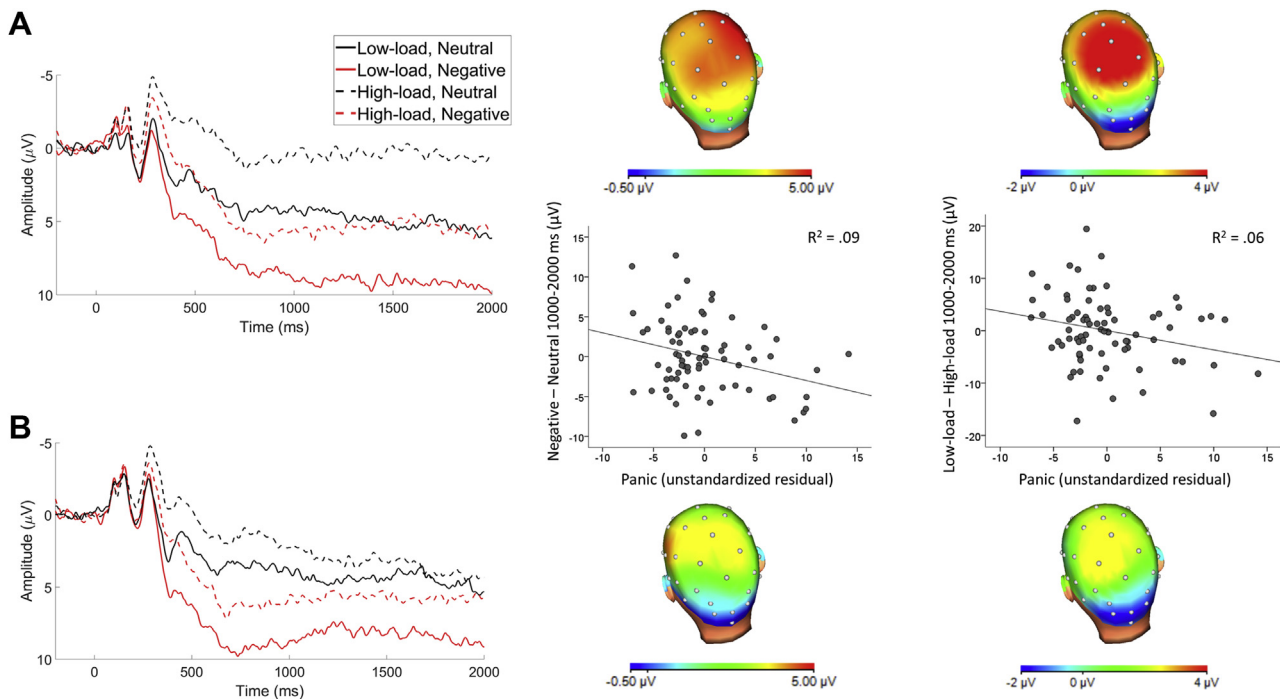 A
Low-load, Neutral
Low-load, Negative
High-load, Neutral
High-load, Negative
-5
0
5
10
Amplitude (µV)
0
500
1000
1500
2000
Time (ms)
B
-5
0
5
10
Amplitude (µV)
0
500
1000
1500
2000
Time (ms)
-0.50 µV
5.00 µV
Negative – Neutral 1000-2000 ms (µV)
R² = .09
15
10
5
0
-5
-10
-10
-5
0
5
10
15
Panic (unstandardized residual)
-0.50 µV
5.00 µV
-2 µV
0 µV
4 µV
Low-load – High-load 1000-2000 ms (µV)
R² = .06
20
10
0
-10
-20
-10
-5
0
5
10
15
Panic (unstandardized residual)
-2 µV
0 µV
4 µV